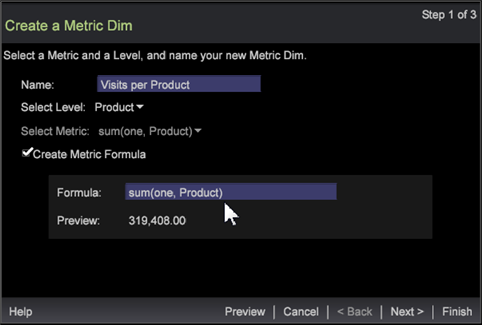 Create a Metric Dim
Step 1 of 3
Select a Metric and a Level, and name your new Metric Dim.
Name: Visits per Product
Select Level: Product
Select Metric: sum(one, Product)
Create Metric Formula
Formula: sum(one, Product)
Preview: 319,408.00
Help Preview | Cancel | < Back | Next > | Finish